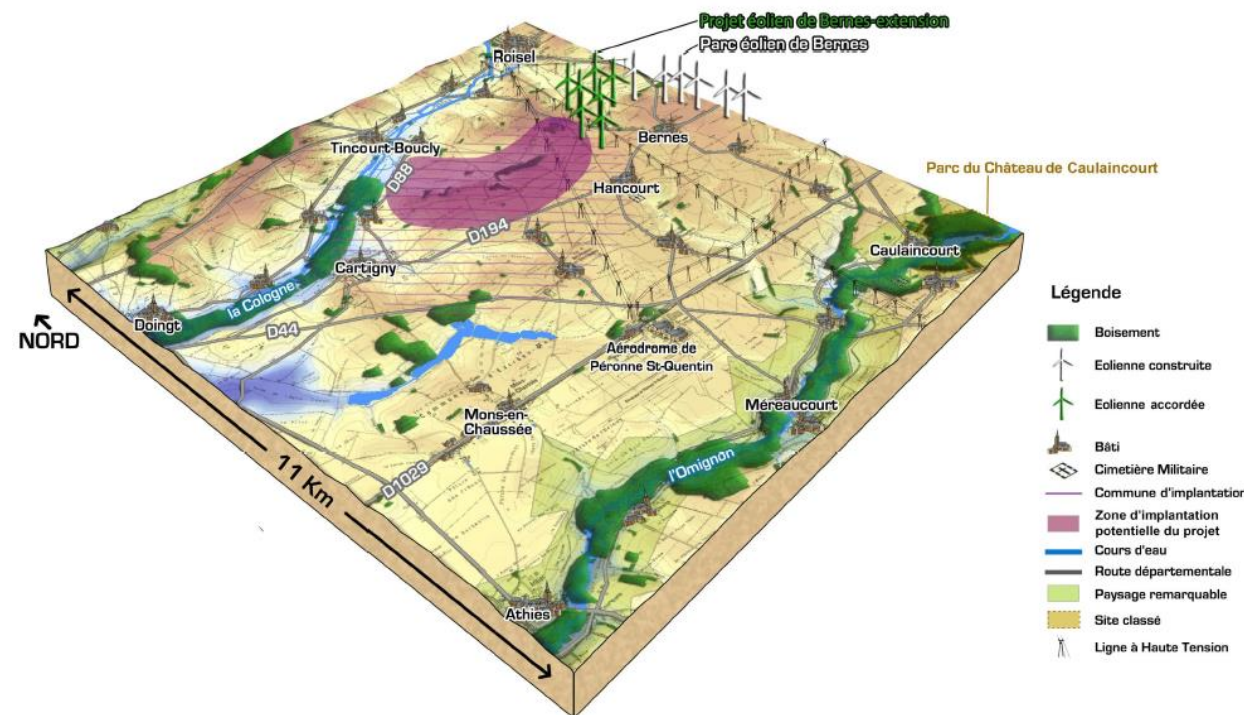 Projet éolien de Bernes-extension
Parc éolien de Bernes
Roisel
Tincourt-Boucly
Bernes
D88
Hancourt
Parc du Château de Caulaincourt
D194
Caulaincourt
Cartigny
la Cologne
Doingt
D44
NORD
Aérodrome de
Péronne St-Quentin
Méreaucourt
Mons-en-
Chaussée
l'Omignon
D1029
11 Km
Athies
Légende
Boisement
Eolienne construite
Eolienne accordée
Bâti
Cimetière Militaire
Commune d'implantation
Zone d'implantation
potentielle du projet
Cours d'eau
Route départementale
Paysage remarquable
Site classé
Ligne à Haute Tension